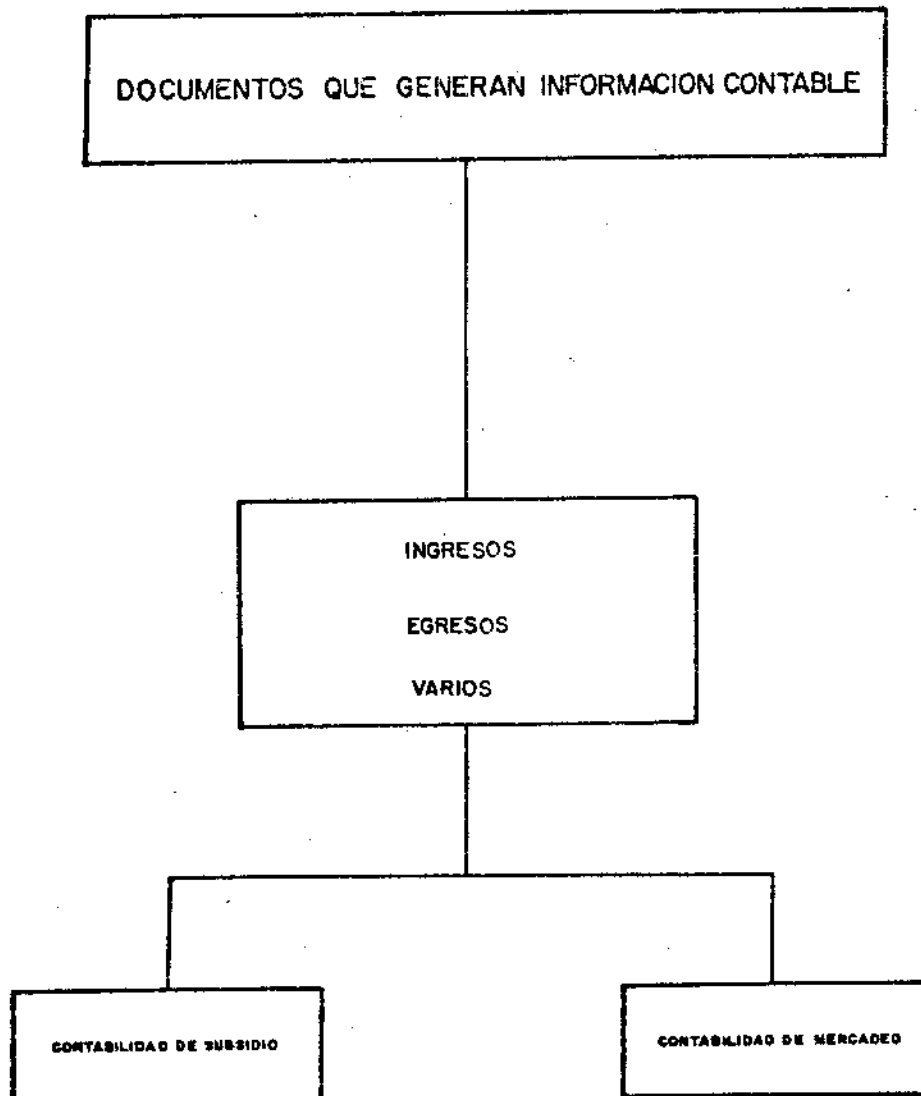 DOCUMENTOS QUE GENERAN INFORMACION CONTABLE
INGRESOS
EGRESOS
VARIOS
CONTABILIDAD DE SUBSIDIO
CONTABILIDAD DE MERCADEO